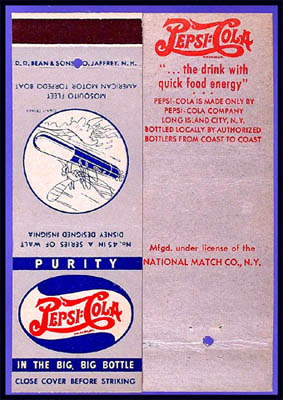 D. D. BEAN & SONS CO., JAFFREY, N. H.
No. 45 IN A SERIES OF WALT
DISNEY DESIGNED INSIGNIA
AMERICAN MOTOR TORPEDO BOAT
MOSQUITO FLEET
PURITY
PEPSI-COLA
IN THE BIG, BIG BOTTLE
CLOSE COVER BEFORE STRIKING
PEPSI-COLA
"... the drink with
quick food energy"
PEPSI-COLA IS MADE ONLY BY
PEPSI-COLA COMPANY
LONG ISLAND CITY, N.Y.
BOTTLED LOCALLY BY AUTHORIZED
BOTTLERS FROM COAST TO COAST
Mfgd. under license of the
NATIONAL MATCH CO., N.Y.